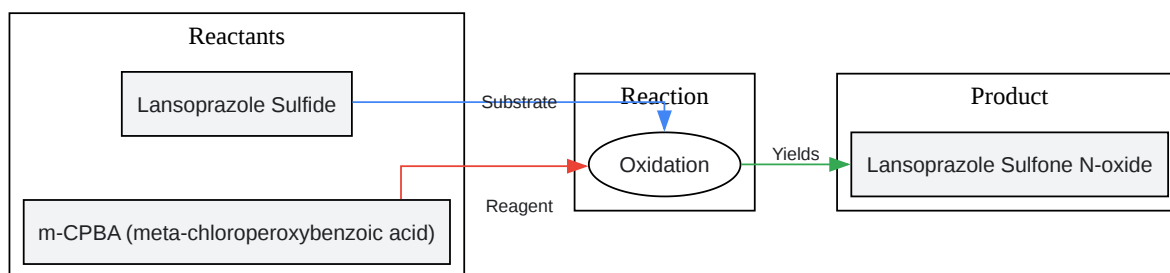 Reactants
Lansoprazole Sulfide
m-CPBA (meta-chloroperoxybenzoic acid)
Substrate
Reagent
Reaction
Oxidation
Yields
Product
Lansoprazole Sulfone N-oxide